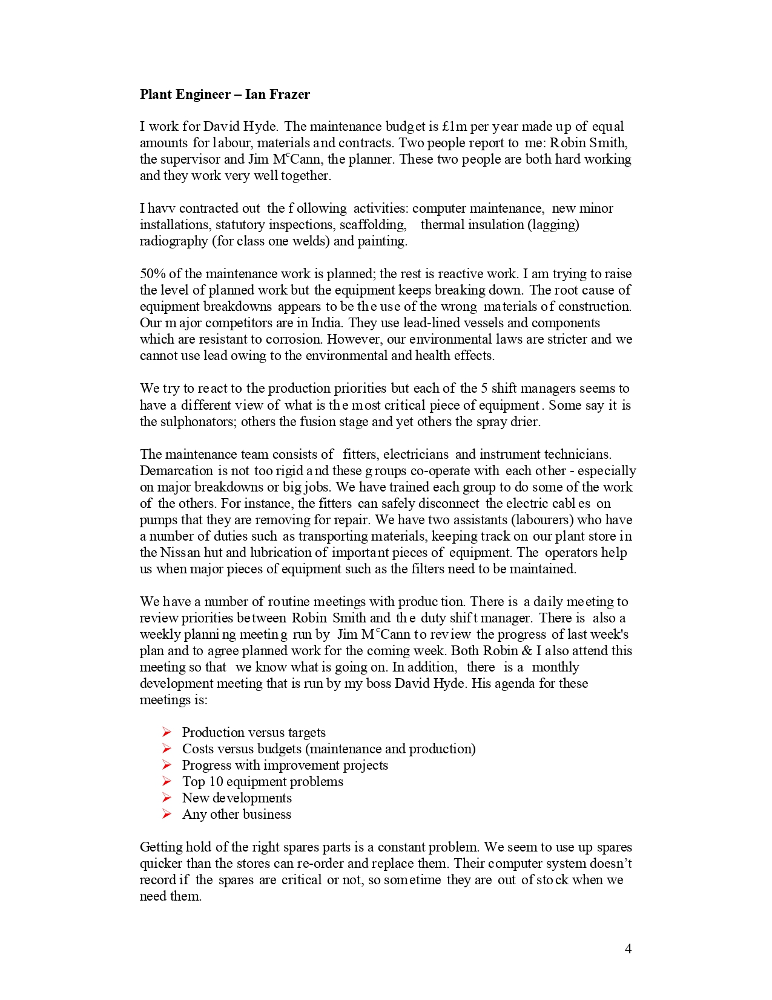 Plant Engineer – Ian Frazer
I work for David Hyde. The maintenance budget is £1m per year made up of equal
amounts for labour, materials and contracts. Two people report to me: Robin Smith,
the supervisor and Jim McCann, the planner. These two people are both hard working
and they work very well together.
I havv contracted out the f ollowing activities: computer maintenance, new minor
installations, statutory inspections, scaffolding, thermal insulation (lagging)
radiography (for class one welds) and painting.
50% of the maintenance work is planned; the rest is reactive work. I am trying to raise
the level of planned work but the equipment keeps breaking down. The root cause of
equipment breakdowns appears to be the use of the wrong materials of construction.
Our m ajor competitors are in India. They use lead-lined vessels and components
which are resistant to corrosion. However, our environmental laws are stricter and we
cannot use lead owing to the environmental and health effects.
We try to react to the production priorities but each of the 5 shift managers seems to
have a different view of what is the most critical piece of equipment. Some say it is
the sulphonators; others the fusion stage and yet others the spray drier.
The maintenance team consists of fitters, electricians and instrument technicians.
Demarcation is not too rigid and these groups co-operate with each other - especially
on major breakdowns or big jobs. We have trained each group to do some of the work
of the others. For instance, the fitters can safely disconnect the electric cabl es on
pumps that they are removing for repair. We have two assistants (labourers) who have
a number of duties such as transporting materials, keeping track on our plant store in
the Nissan hut and lubrication of important pieces of equipment. The operators help
us when major pieces of equipment such as the filters need to be maintained.
We have a number of routine meetings with production. There is a daily meeting to
review priorities between Robin Smith and the duty shift manager. There is also a
weekly planning meeting run by Jim McCann to review the progress of last week's
plan and to agree planned work for the coming week. Both Robin & I also attend this
meeting so that we know what is going on. In addition, there is a monthly
development meeting that is run by my boss David Hyde. His agenda for these
meetings is:
➢ Production versus targets
➢ Costs versus budgets (maintenance and production)
➢ Progress with improvement projects
➢ Top 10 equipment problems
➢ New developments
➢ Any other business
Getting hold of the right spares parts is a constant problem. We seem to use up spares
quicker than the stores can re-order and replace them. Their computer system doesn’t
record if the spares are critical or not, so sometime they are out of stock when we
need them.
4